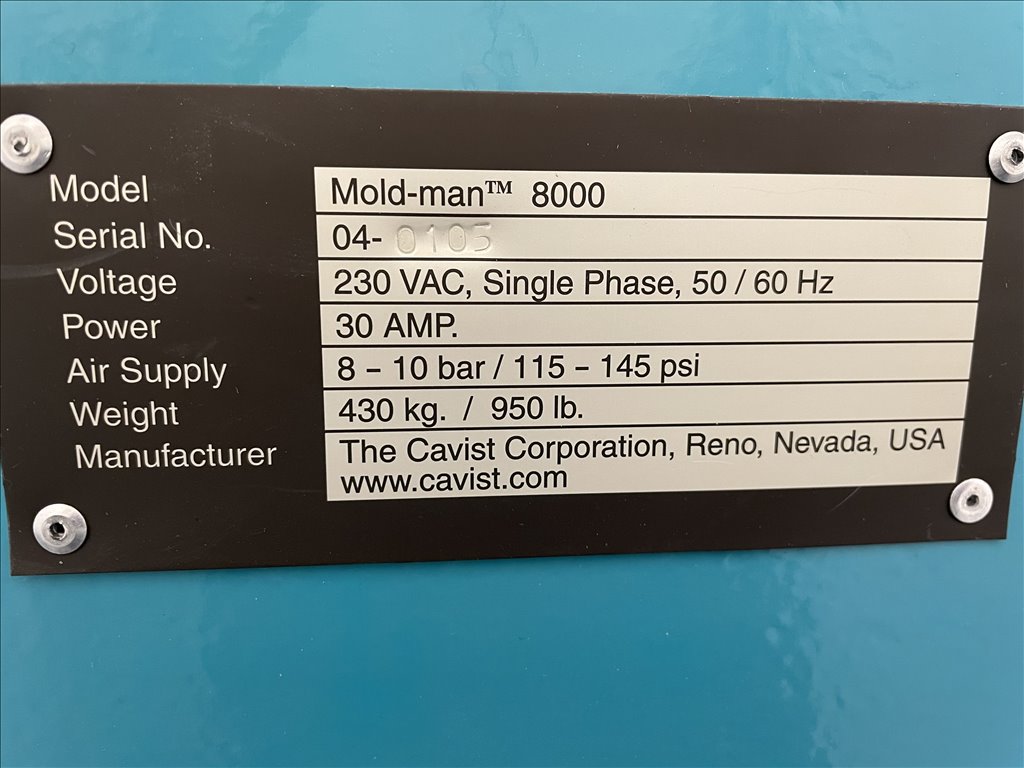 Model Mold-man™ 8000
Serial No. 04- 0105
Voltage 230 VAC, Single Phase, 50 / 60 Hz
Power 30 AMP.
Air Supply 8 – 10 bar / 115 – 145 psi
Weight 430 kg. / 950 lb.
Manufacturer The Cavist Corporation, Reno, Nevada, USA
www.cavist.com